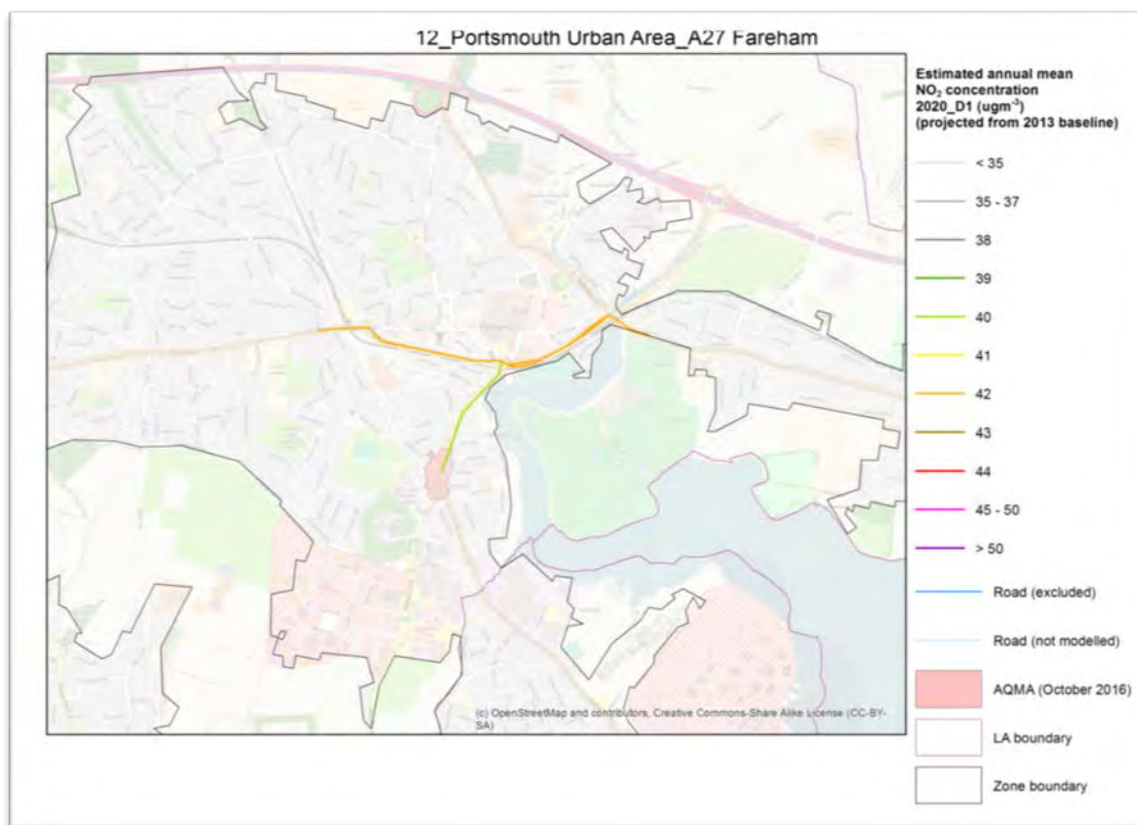 12_Portsmouth Urban Area_A27 Fareham
Estimated annual mean
NO₂ concentration
2020_D1 (ugm⁻³)
(projected from 2013 baseline)
< 35
35 - 37
38
39
40
41
42
43
44
45 - 50
> 50
Road (excluded)
Road (not modelled)
AQMA (October 2016)
LA boundary
Zone boundary
(c) OpenStreetMap and contributors, Creative Commons-Share Alike License (CC-BY-
SA)